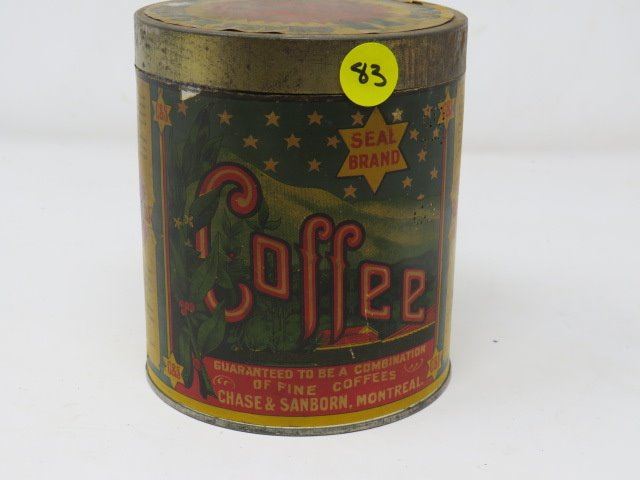 83
SEAL
BRAND
Coffee
GUARANTEED TO BE A COMBINATION
OF FINE COFFEES
CHASE & SANBORN, MONTREAL.